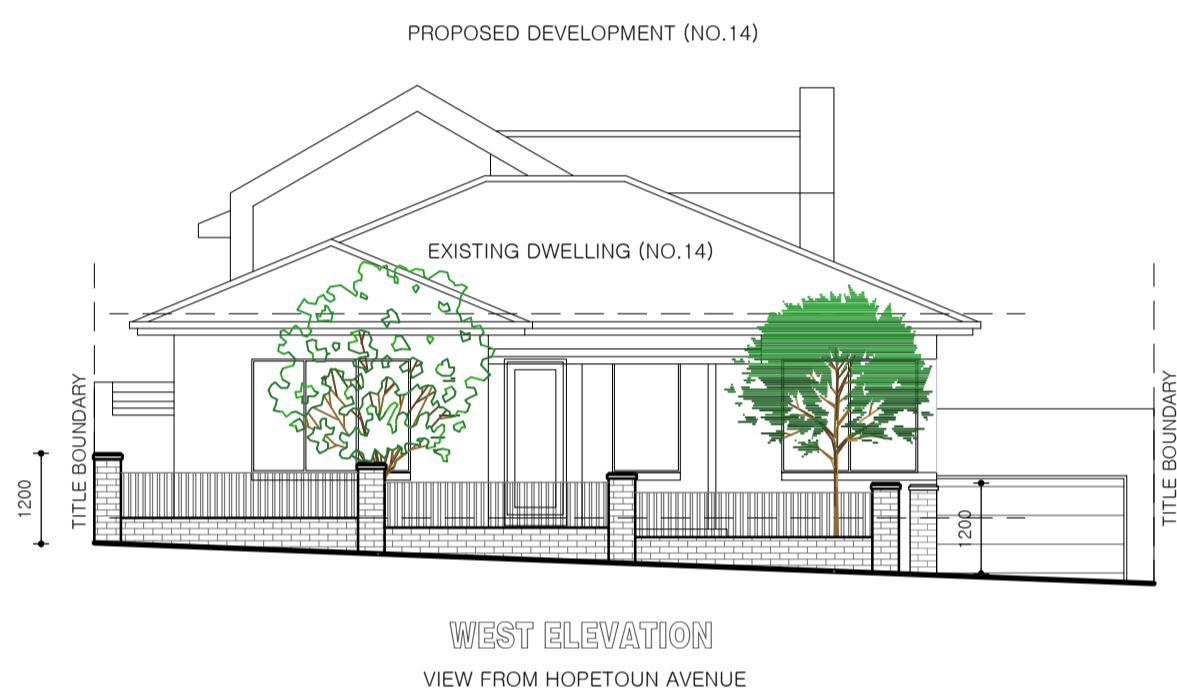 PROPOSED DEVELOPMENT (NO.14)
EXISTING DWELLING (NO.14)
TITLE BOUNDARY
TITLE BOUNDARY
1200
1200
WEST ELEVATION
VIEW FROM HOPETOUN AVENUE